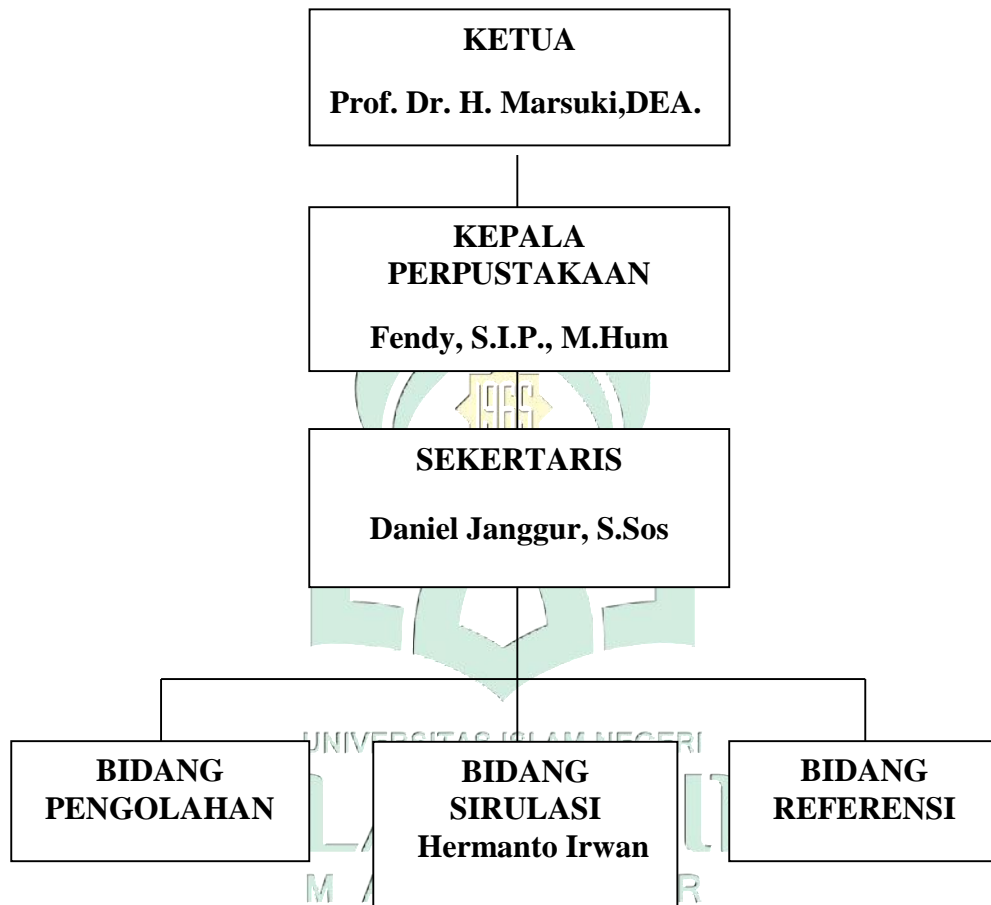 KETUA
Prof. Dr. H. Marsuki,DEA.
KEPALA
PERPUSTAKAAN
Fendy, S.I.P., M.Hum
1965
SEKERTARIS
Daniel Janggur, S.Sos
UNIVERSITAS ISLAM NEGERI
BIDANG
PENGOLAHAN
BIDANG
SIRULASI
Hermanto Irwan
BIDANG
REFERENSI